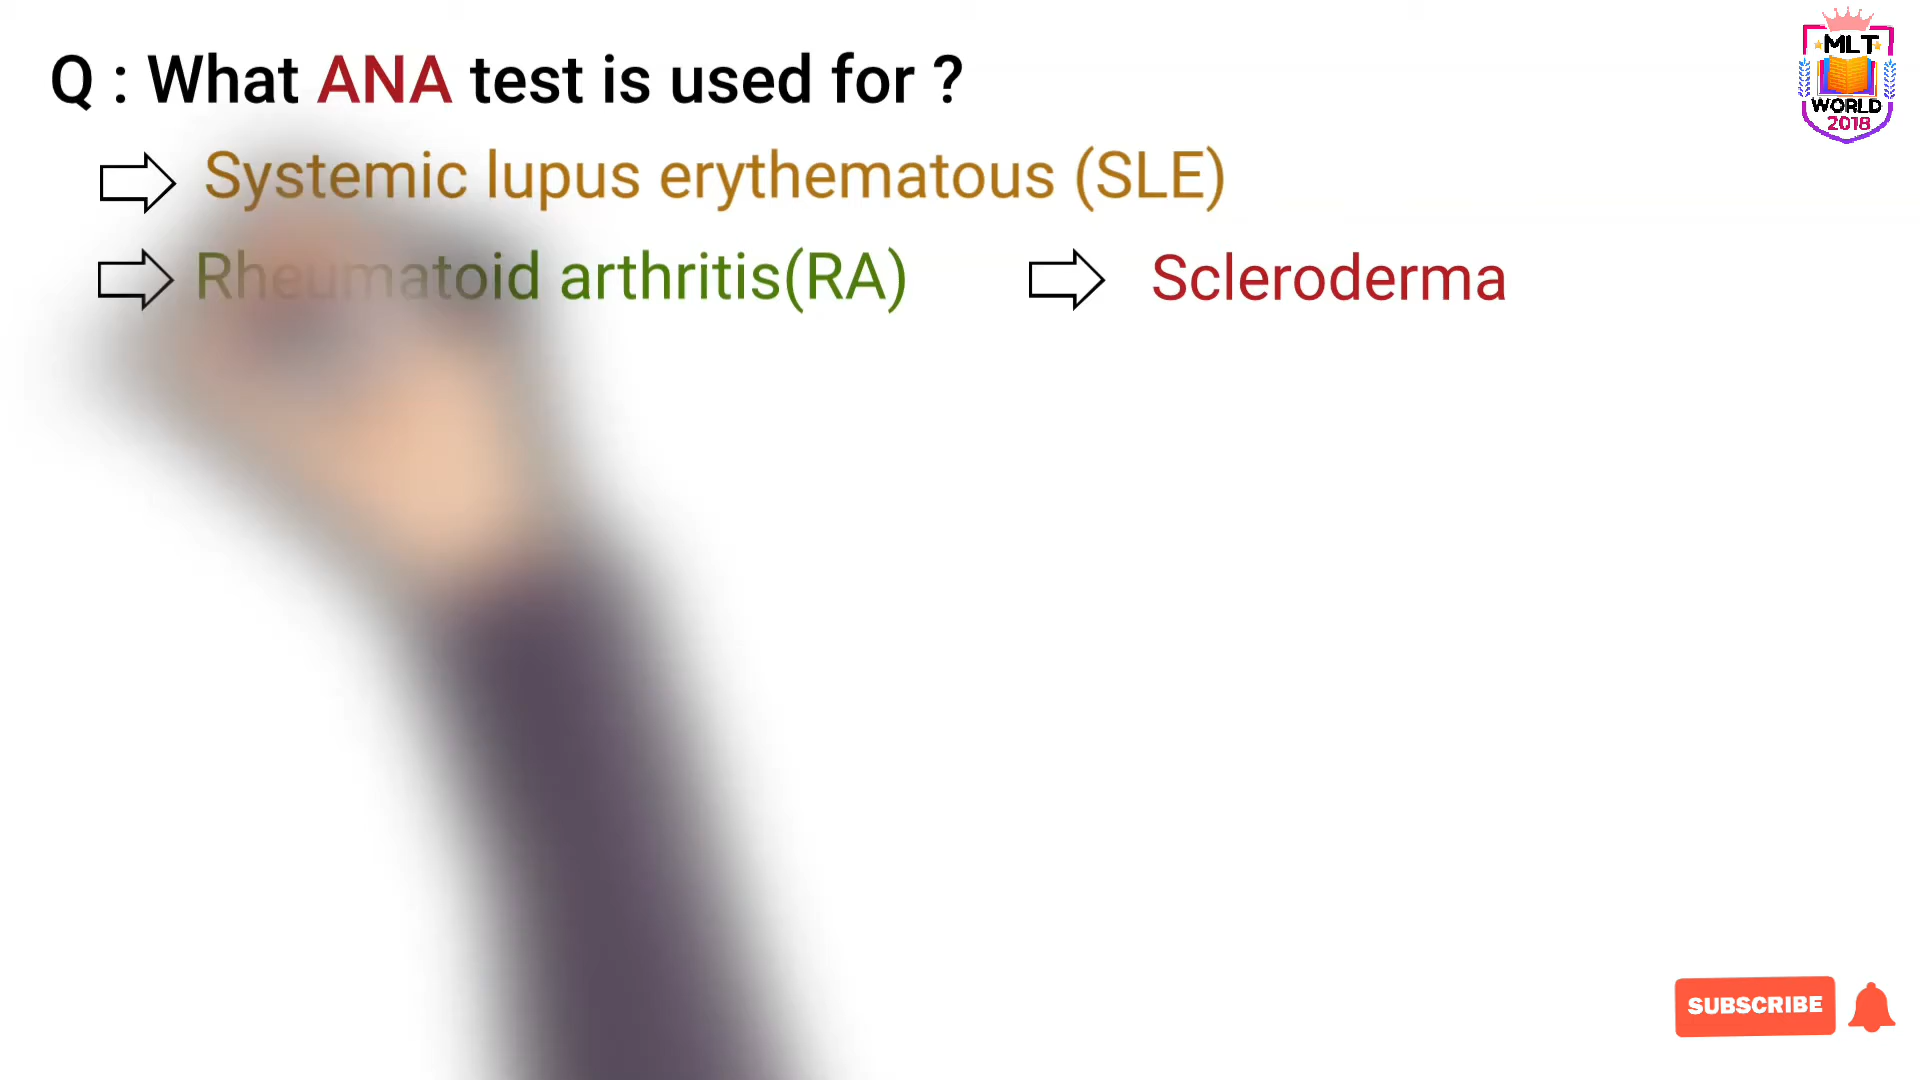 Q : What ANA test is used for ?
Systemic lupus erythematous (SLE)
Rheumatoid arthritis(RA)
Scleroderma
MLT
WORLD
2018
SUBSCRIBE